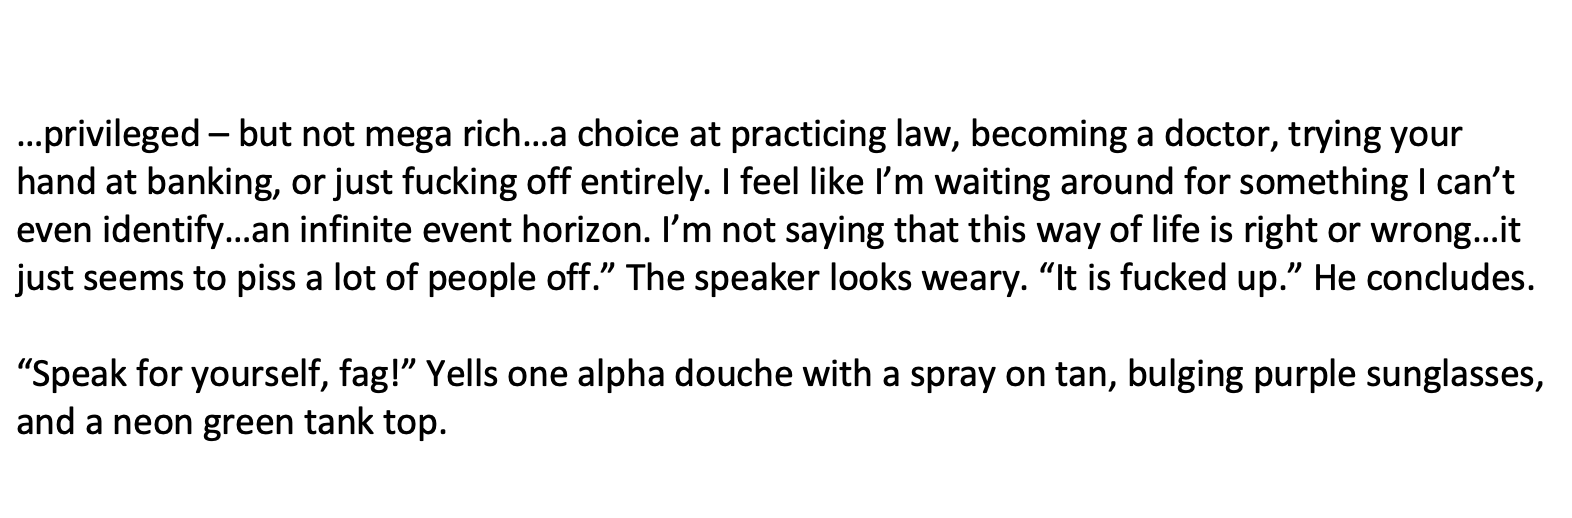 …privileged – but not mega rich…a choice at practicing law, becoming a doctor, trying your
hand at banking, or just fucking off entirely. I feel like I’m waiting around for something I can’t
even identify…an infinite event horizon. I’m not saying that this way of life is right or wrong…it
just seems to piss a lot of people off.” The speaker looks weary. “It is fucked up.” He concludes.
“Speak for yourself, fag!” Yells one alpha douche with a spray on tan, bulging purple sunglasses,
and a neon green tank top.